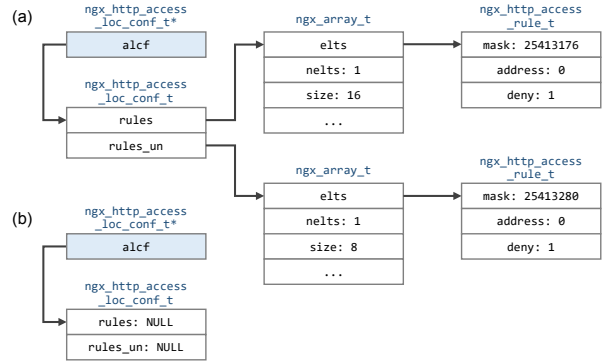 (a)
ngx_http_access
_loc_conf_t*
alcf
ngx_http_access
_loc_conf_t
rules
rules_un
ngx_array_t
elts
nelts: 1
size: 16
...
ngx_http_access
_rule_t
mask: 25413176
address: 0
deny: 1
ngx_array_t
elts
nelts: 1
size: 8
...
ngx_http_access
_rule_t
mask: 25413280
address: 0
deny: 1
(b)
ngx_http_access
_loc_conf_t*
alcf
ngx_http_access
_loc_conf_t
rules: NULL
rules_un: NULL